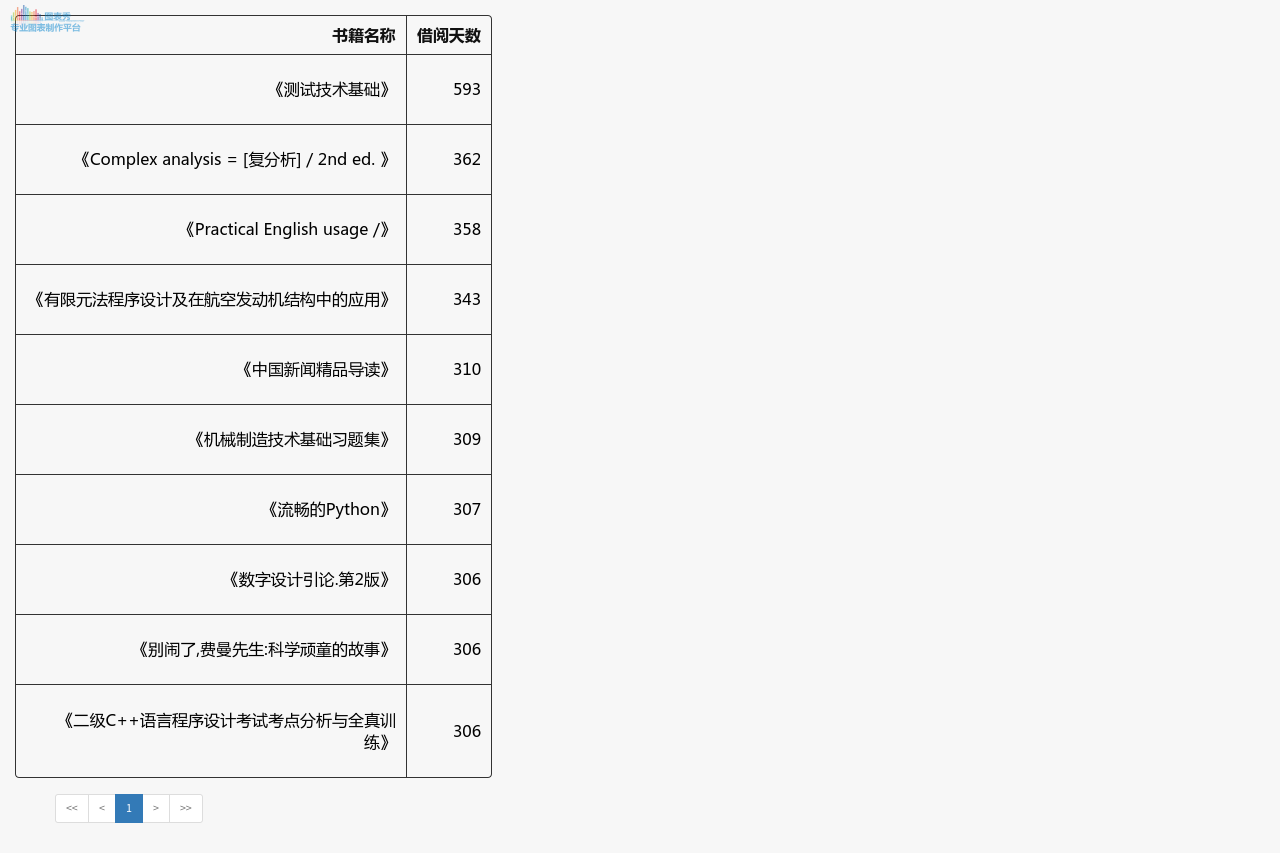 图表秀
专业图表制作平台
书籍名称 借阅天数
《测试技术基础》 593
《Complex analysis = [复分析] / 2nd ed. 》 362
《Practical English usage /》 358
《有限元法程序设计及在航空发动机结构中的应用》 343
《中国新闻精品导读》 310
《机械制造技术基础习题集》 309
《流畅的Python》 307
《数字设计引论.第2版》 306
《别闹了,费曼先生:科学顽童的故事》 306
《二级C++语言程序设计考试考点分析与全真训
练》 306
<< < 1 > >>